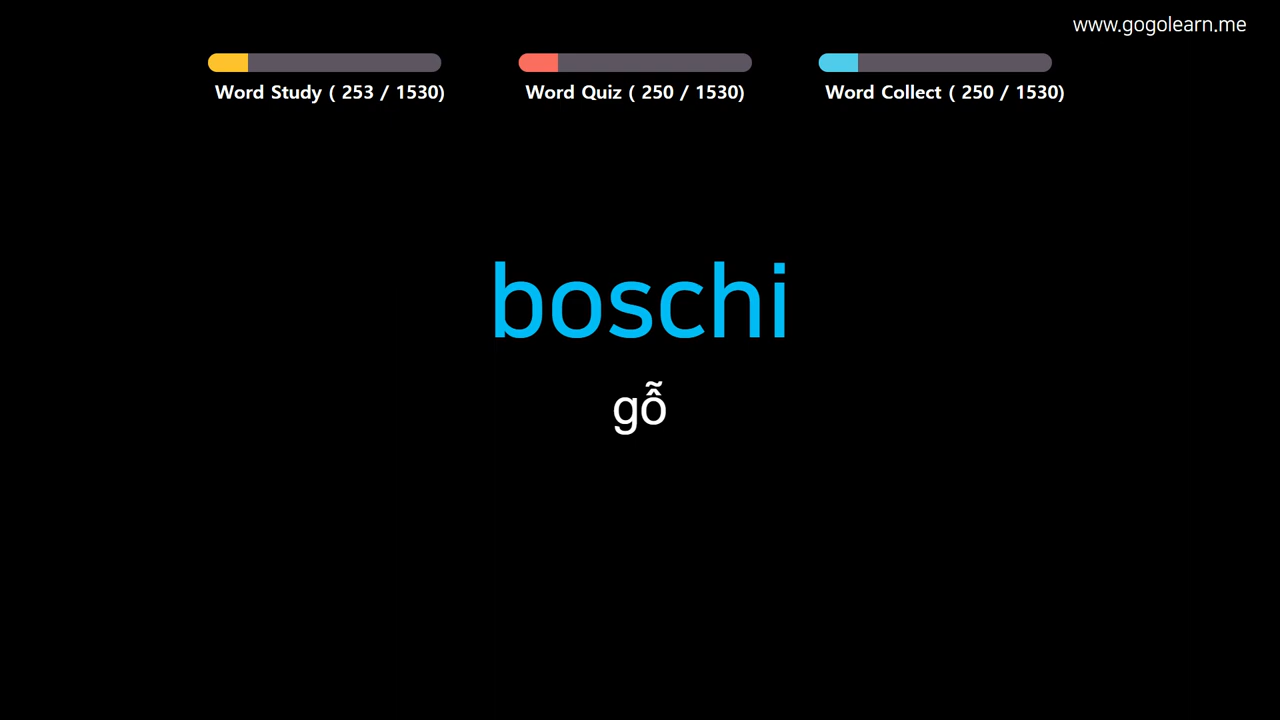 www.gogolearn.me
Word Study ( 253 / 1530)
Word Quiz ( 250 / 1530)
Word Collect ( 250 / 1530)
boschi
gỗ